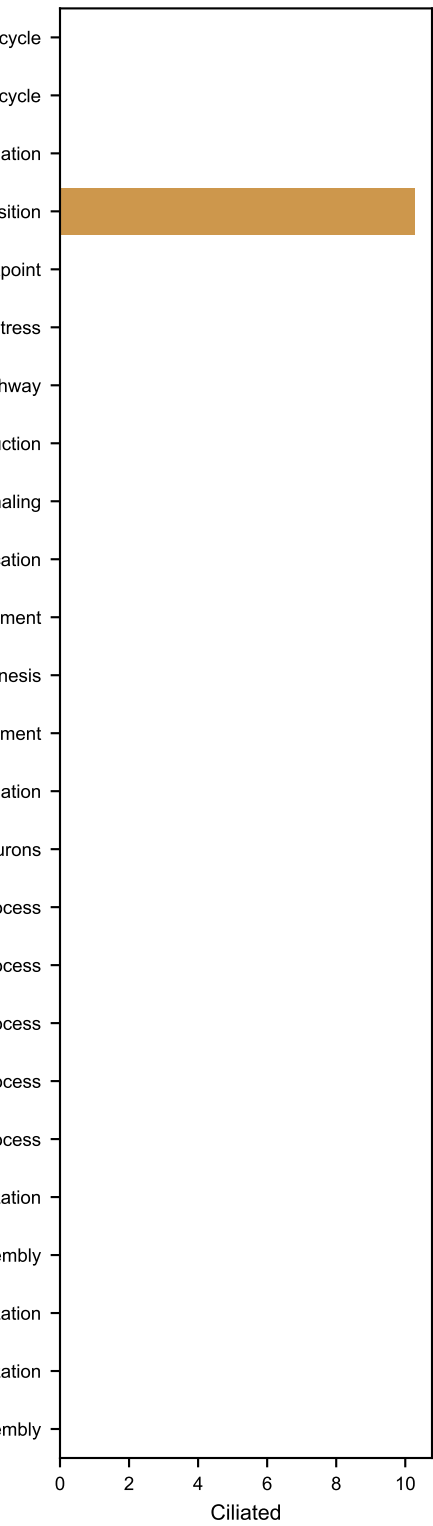 cycle
cycle
ation
sition
point
tress
hway
uction
naling
ation
ment
nesis
ment
ation
urons
ocess
ocess
ocess
ocess
ocess
ation
embly
ation
ation
embly
0 2 4 6 8 10
Ciliated